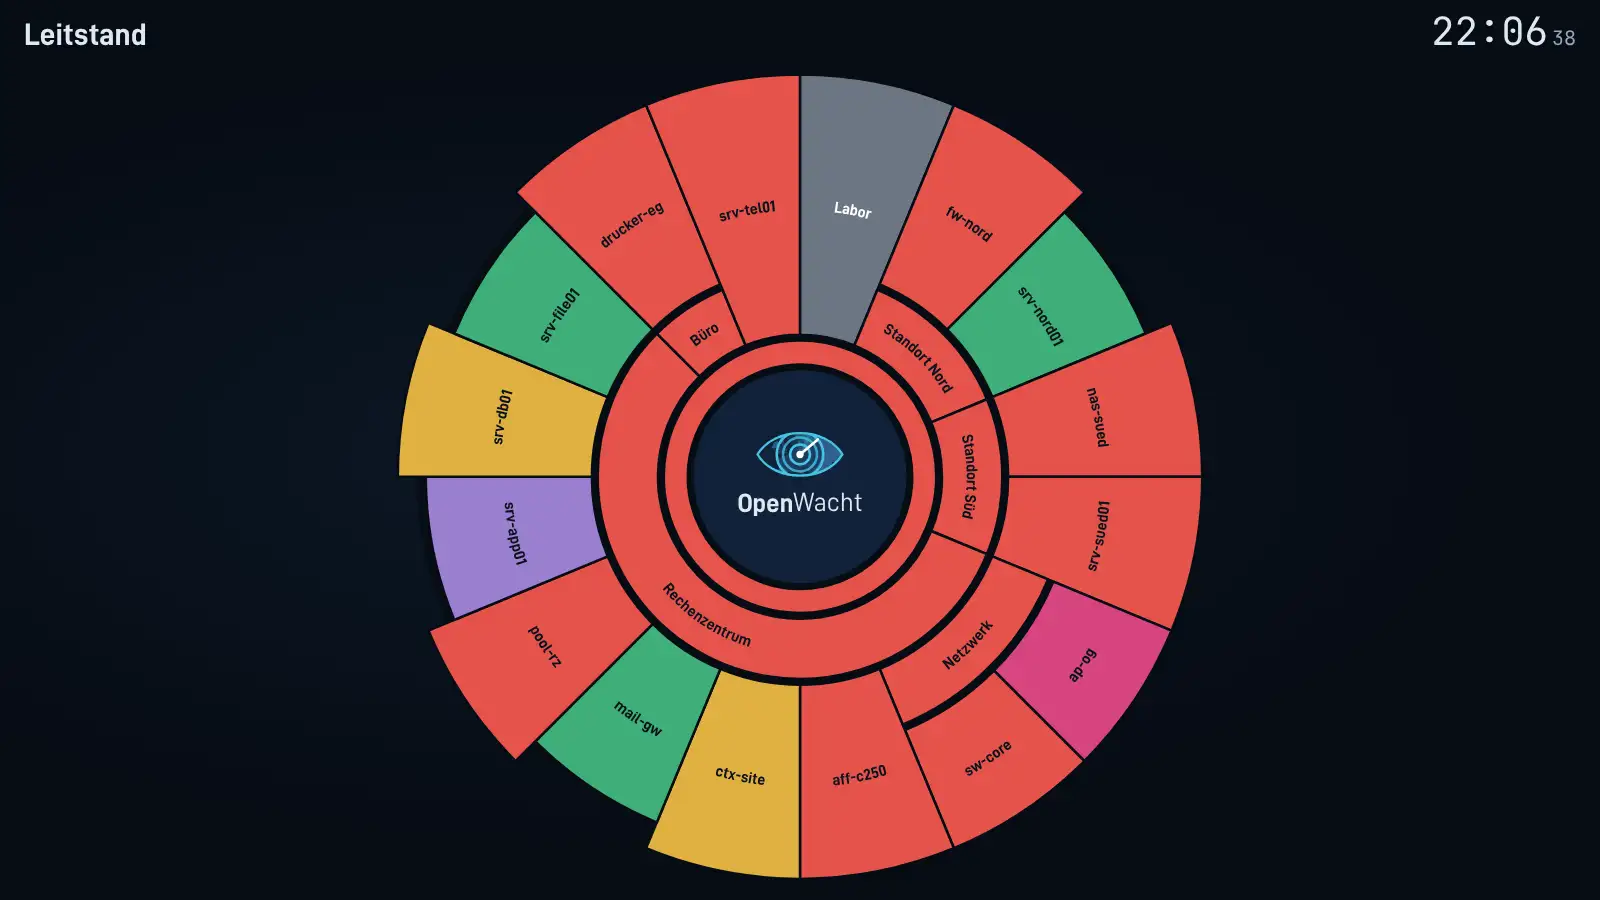 Leitstand
22:06 38
Labor
fw-nord
srv-nord01
nas-sued
srv-sued01
ap-og
sw-core
aff-c250
ctx-site
mail-gw
pool-rz
srv-app01
srv-db01
srv-file01
drucker-eg
srv-tel01
Standort Nord
Standort Süd
Netzwerk
Rechenzentrum
Büro
OpenWacht